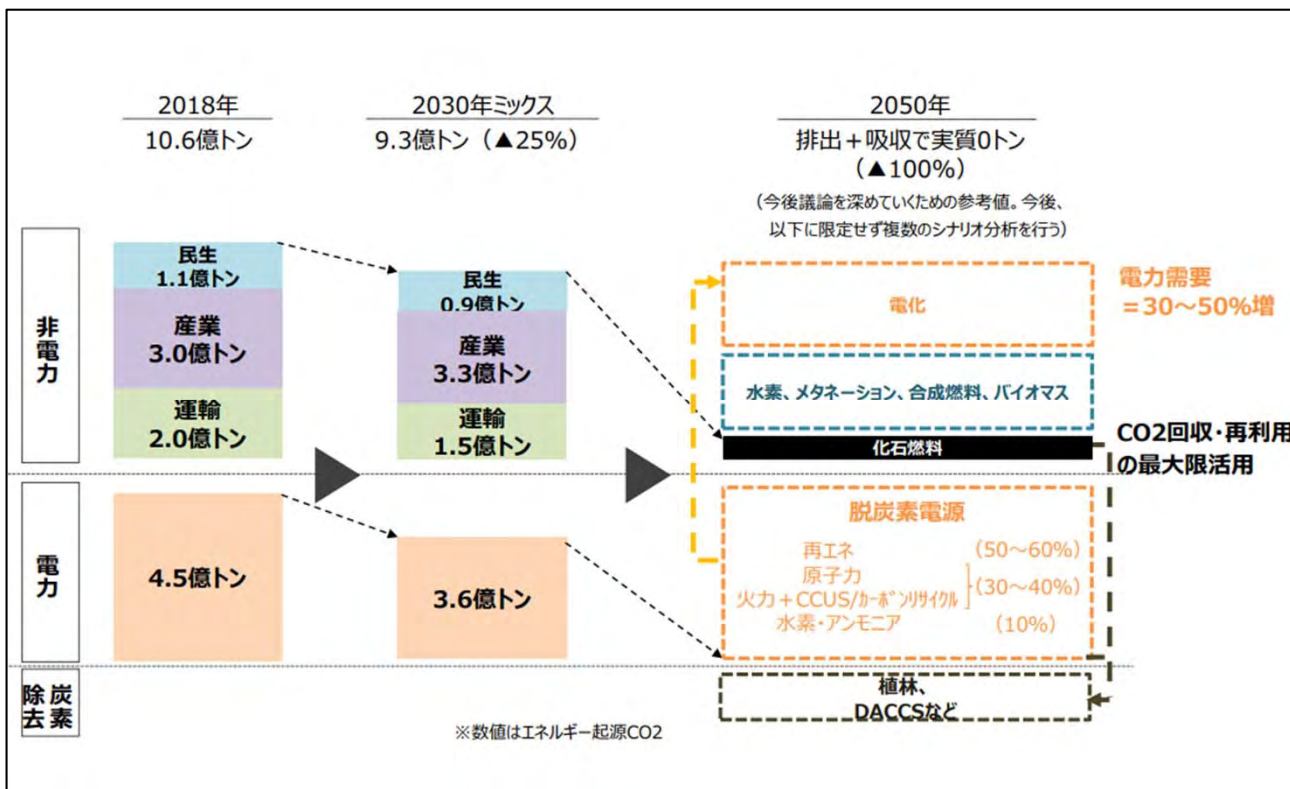 2018年
10.6億トン
2030年ミックス
9.3億トン（▲25%）
2050年
排出＋吸収で実質0トン
（▲100%）
（今後議論を深めていくための参考値。今後、
以下に限定せず複数のシナリオ分析を行う）
非電力
民生
1.1億トン
産業
3.0億トン
運輸
2.0億トン
民生
0.9億トン
産業
3.3億トン
運輸
1.5億トン
電化
電力需要
＝30～50%増
水素、メタネーション、合成燃料、バイオマス
化石燃料
CO2回収・再利用
の最大限活用
電力
4.5億トン
3.6億トン
脱炭素電源
再エネ （50～60%）
原子力
火力＋CCUS/ｶｰﾎﾞﾝﾘｻｲｸﾙ （30～40%）
水素・アンモニア （10%）
炭素除去
植林、
DACCSなど
※数値はエネルギー起源CO2